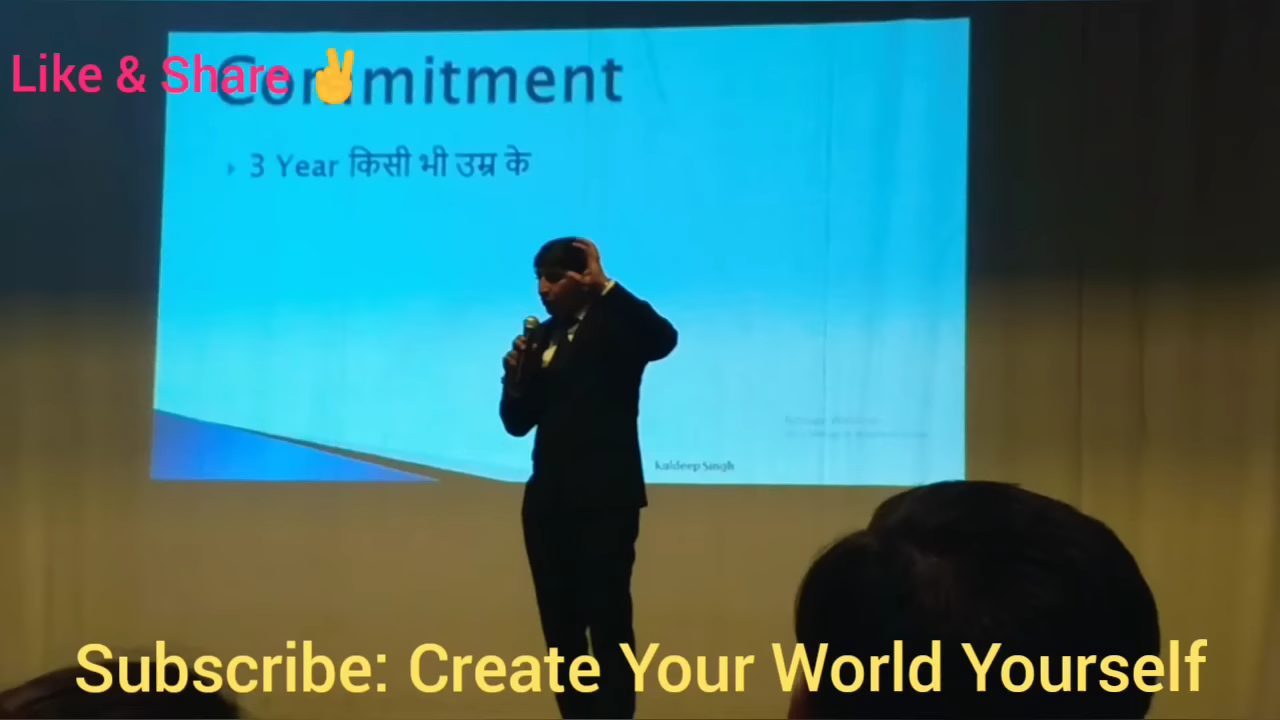 Like & Share ✌
Commitment
3 Year किसी भी उम्र के
Kuldeep Singh
Subscribe: Create Your World Yourself